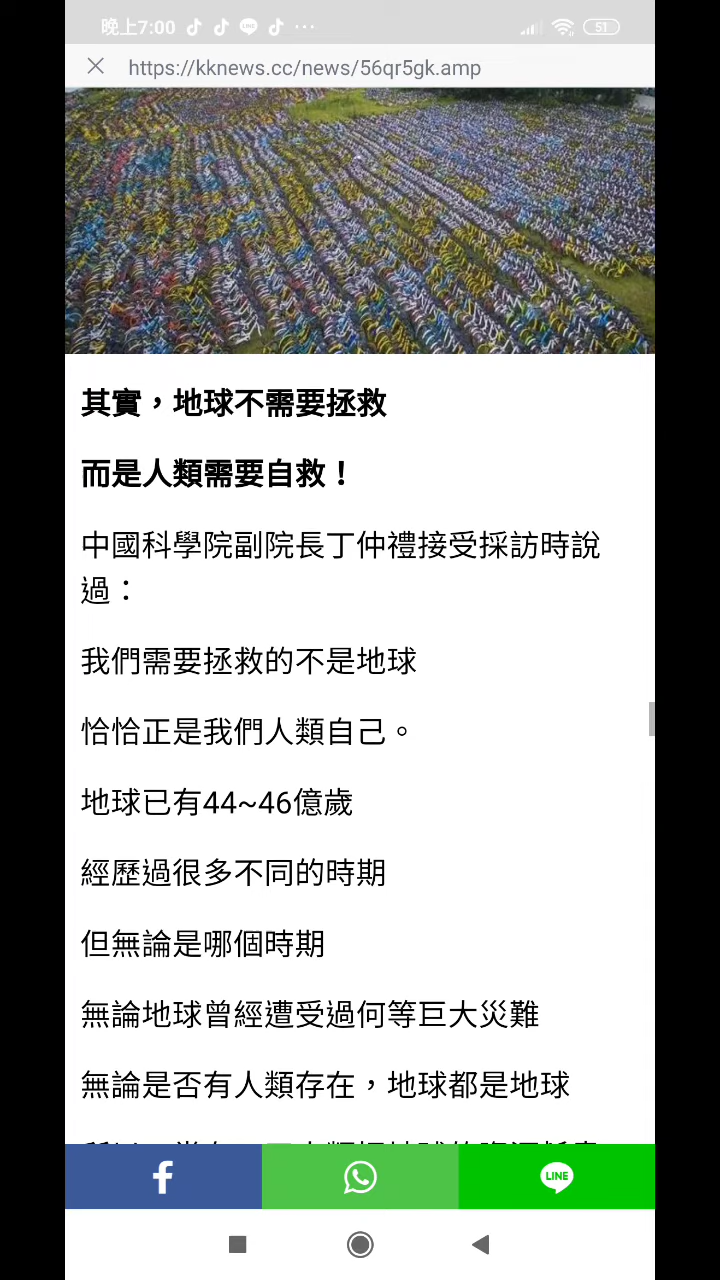 晚上7:00
51
https://kknews.cc/news/56qr5gk.amp
其實，地球不需要拯救
而是人類需要自救！
中國科學院副院長丁仲禮接受採訪時說
過：
我們需要拯救的不是地球
恰恰正是我們人類自己。
地球已有44~46億歲
經歷過很多不同的時期
但無論是哪個時期
無論地球曾經遭受過何等巨大災難
無論是否有人類存在，地球都是地球
LINE